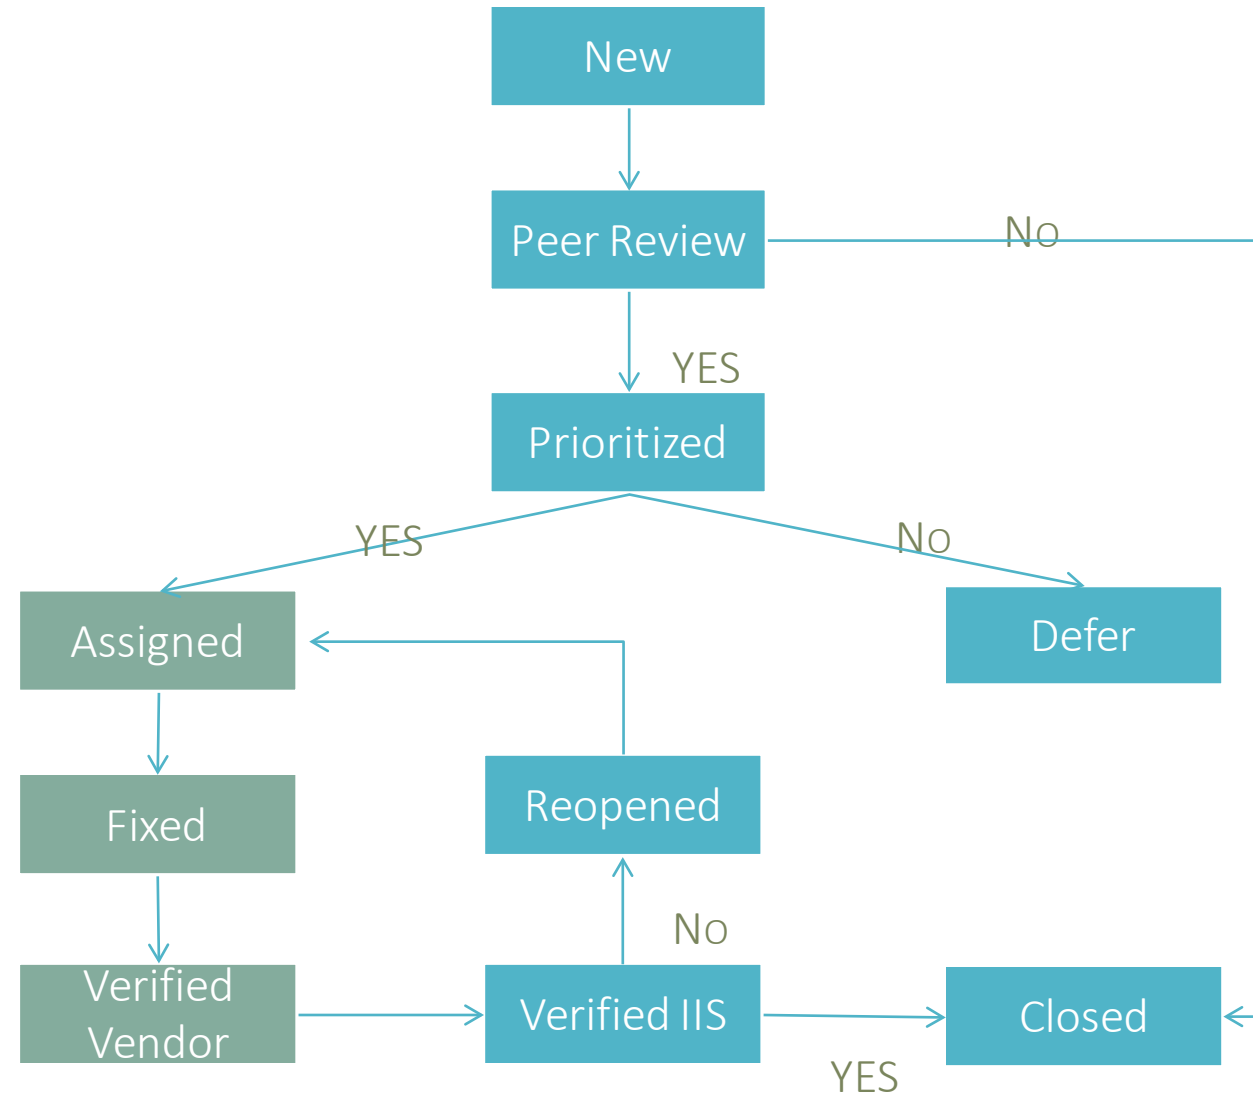 New
Peer Review
No
YES
Prioritized
YES
No
Assigned
Defer
Fixed
Reopened
No
Verified
Vendor
Verified IIS
Closed
YES